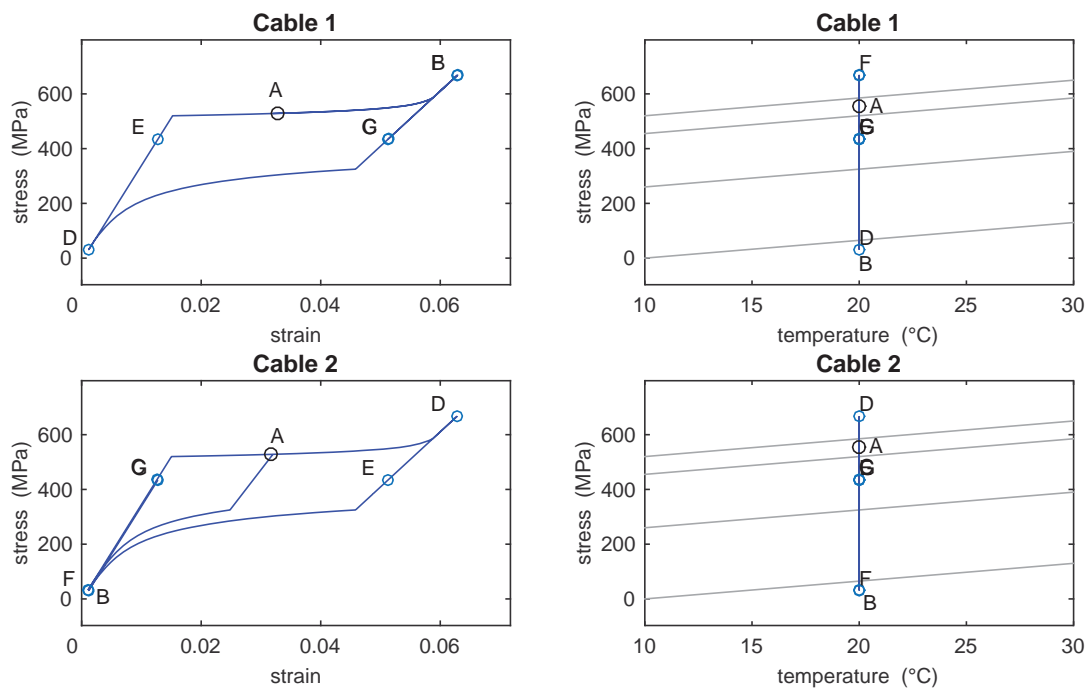 Cable 1
B
600
A
E
G
400
200
D
0
0
0.02
0.04
0.06
strain
stress (MPa)
Cable 1
F
600
A
G
400
200
D
0
B
10
15
20
25
30
temperature (°C)
stress (MPa)
Cable 2
D
600
A
G
E
400
200
F
0
B
0
0.02
0.04
0.06
strain
stress (MPa)
Cable 2
D
600
A
G
400
200
F
0
B
10
15
20
25
30
temperature (°C)
stress (MPa)